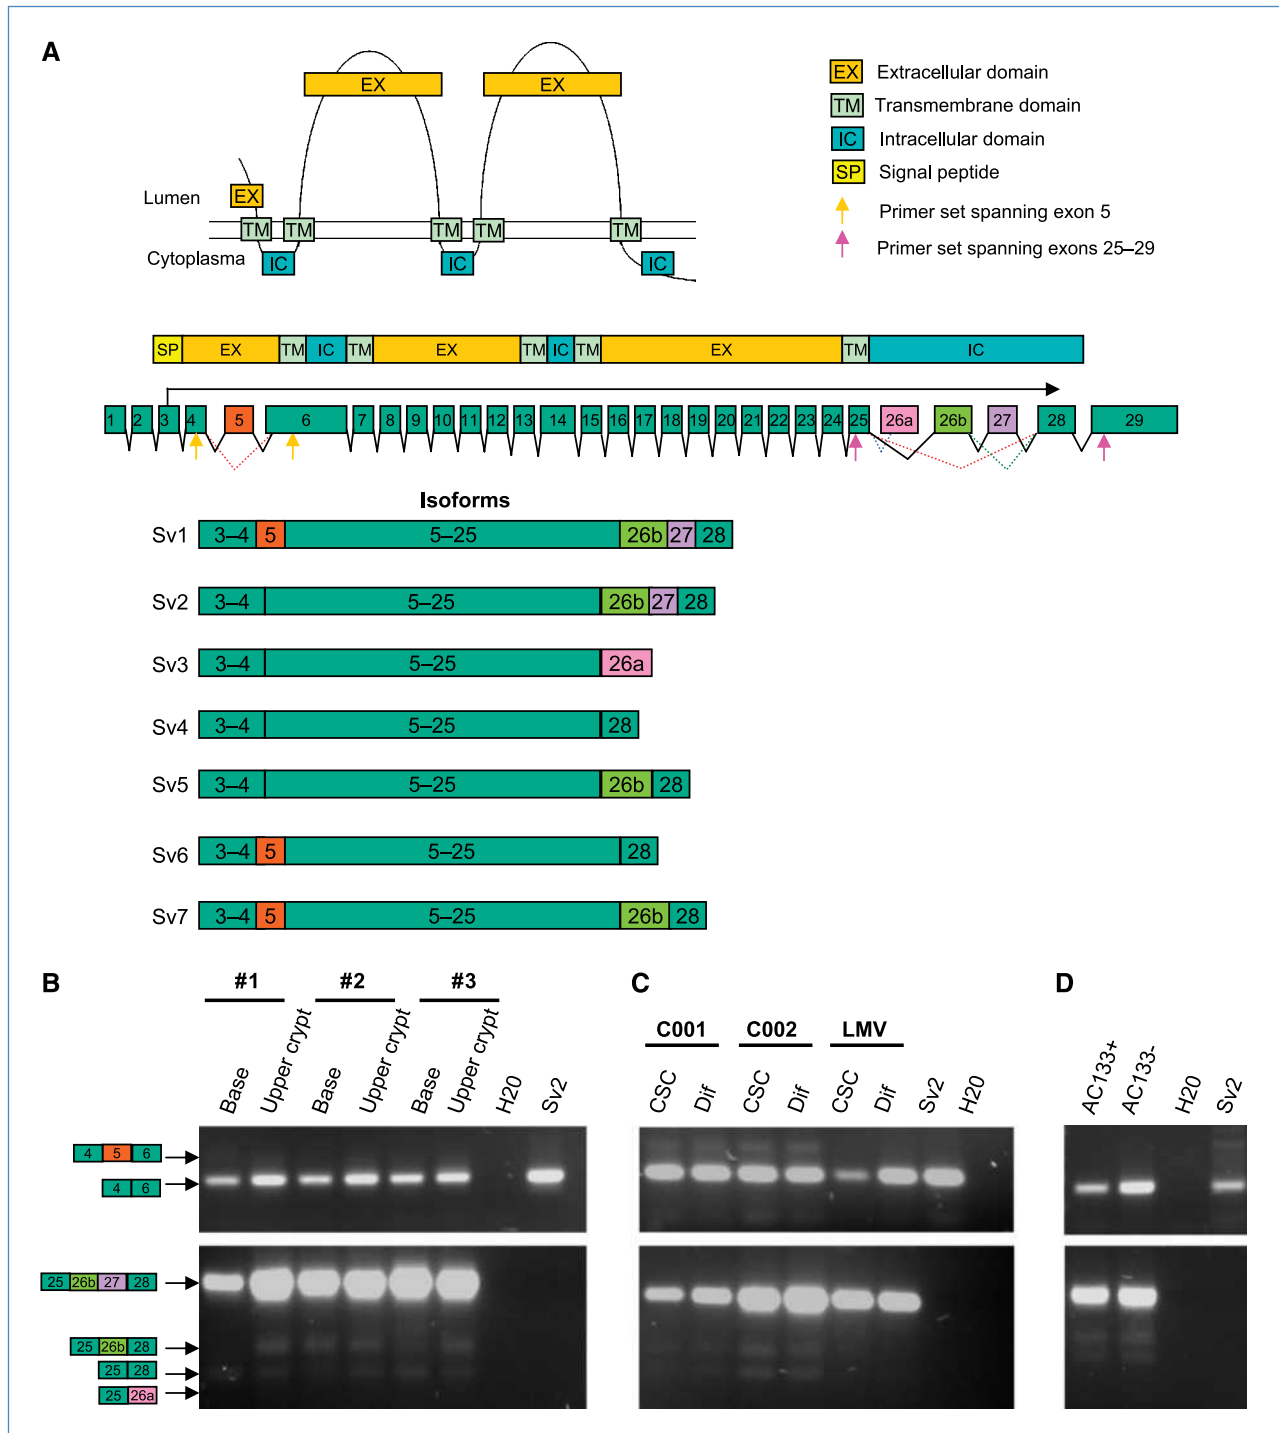 A
EX EX
EX
Lumen
TM TM TM TM TM
Cytoplasma
IC IC IC
EX Extracellular domain
TM Transmembrane domain
IC Intracellular domain
SP Signal peptide
Primer set spanning exon 5
Primer set spanning exons 25–29
SP EX TM IC TM EX TM IC TM EX TM IC
1 2 3 4 5 6 7 8 9 10 11 12 13 14 15 16 17 18 19 20 21 22 23 24 25 26a 26b 27 28 29
Isoforms
Sv1 3–4 5 5–25 26b 27 28
Sv2 3–4 5–25 26b 27 28
Sv3 3–4 5–25 26a
Sv4 3–4 5–25 28
Sv5 3–4 5–25 26b 28
Sv6 3–4 5 5–25 28
Sv7 3–4 5 5–25 26b 28
B
#1 #2 #3
Base Upper crypt Base Upper crypt Base Upper crypt H20 Sv2
4 5 6
4 6
25 26b 27 28
25 26b 28
25 28
25 26a
C
C001 C002 LMV
CSC Dif CSC Dif CSC Dif Sv2 H20
D
AC133+ AC133- H20 Sv2